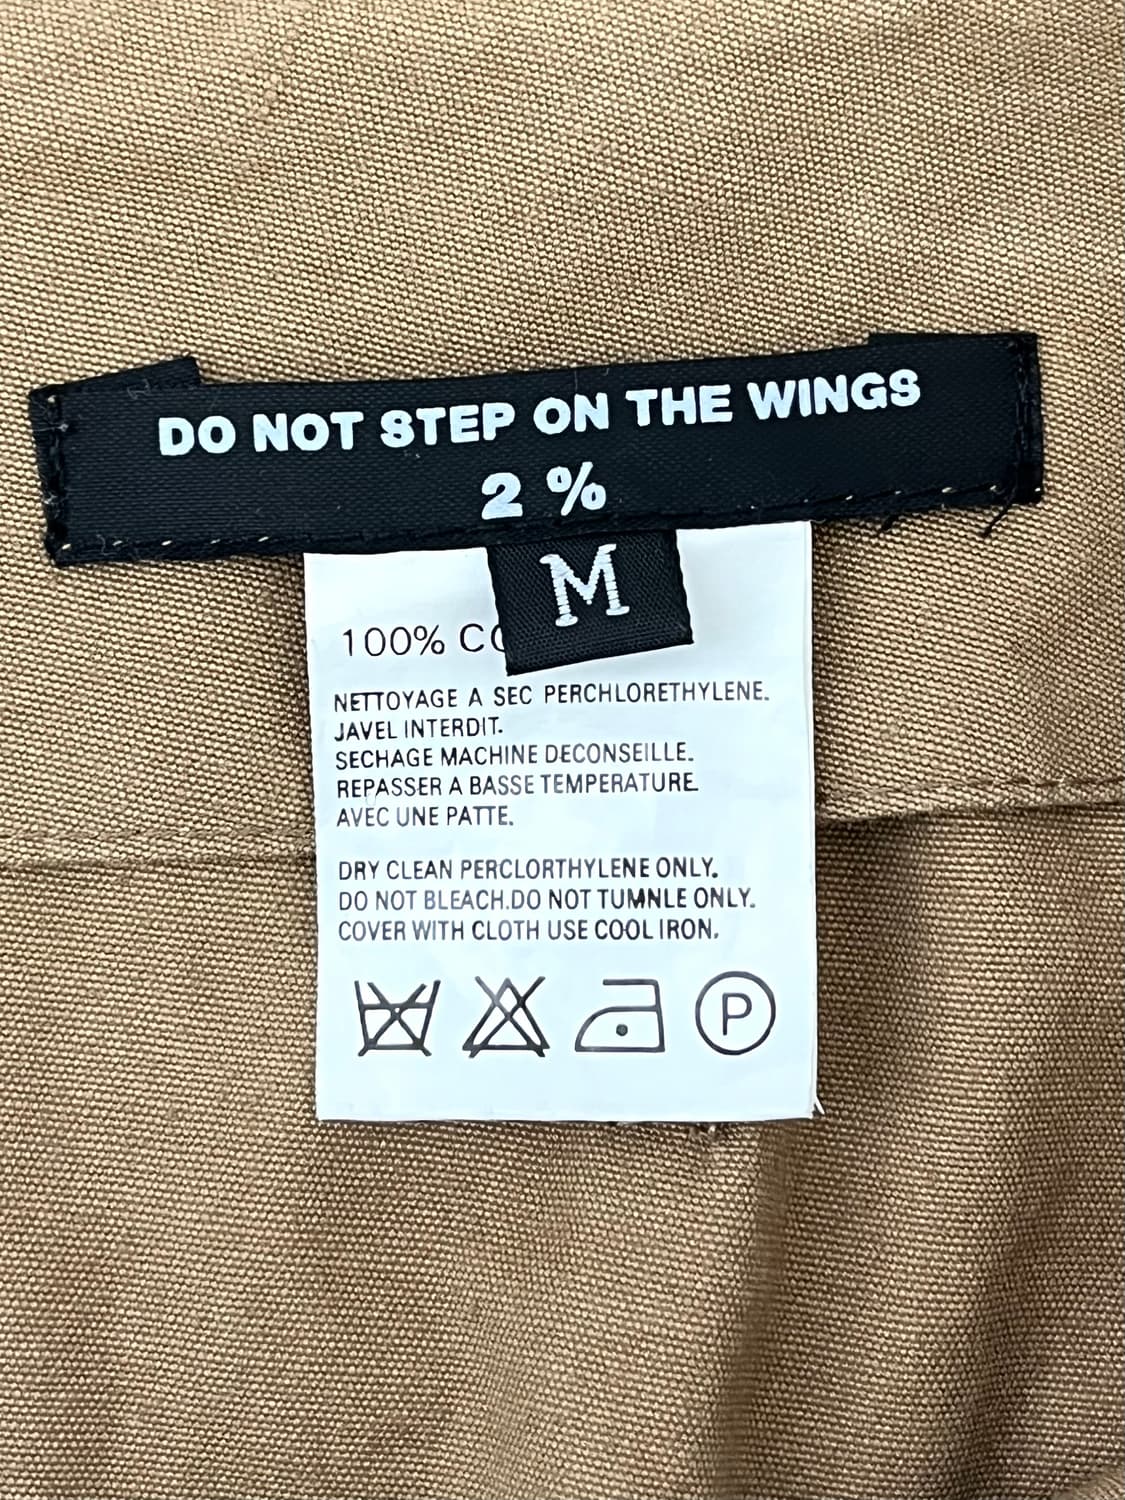 DO NOT STEP ON THE WINGS
2 %
M
100% CO
NETTOYAGE A SEC PERCHLORETHYLENE.
JAVEL INTERDIT.
SECHAGE MACHINE DECONSEILLE.
REPASSER A BASSE TEMPERATURE
AVEC UNE PATTE.
DRY CLEAN PERCLORTHYLENE ONLY.
DO NOT BLEACH.DO NOT TUMNLE ONLY.
COVER WITH CLOTH USE COOL IRON.
P